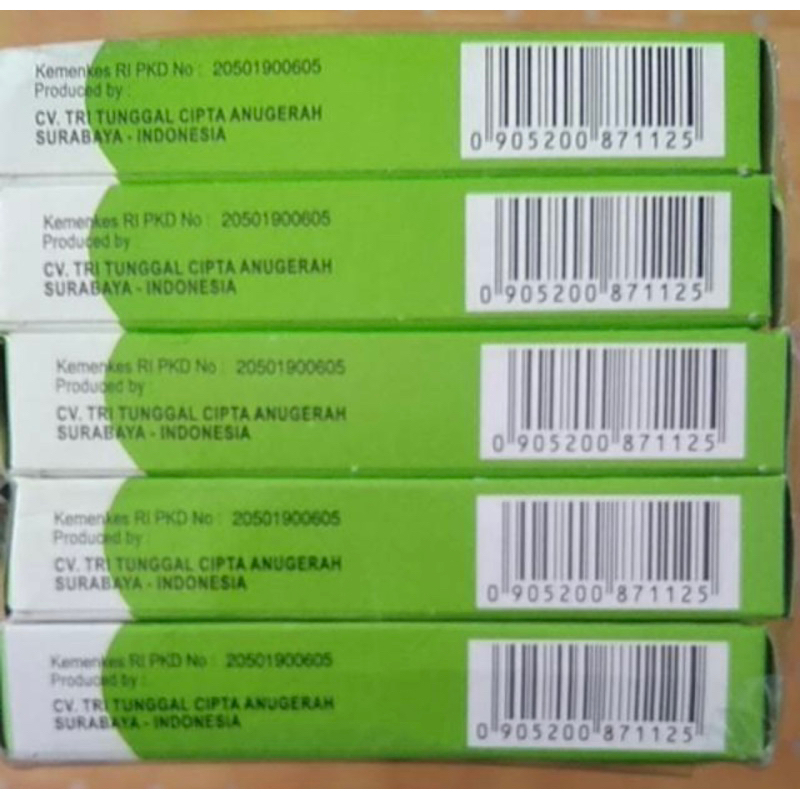 Kemenkes RI PKD No : 20501900605
Produced by :
CV. TRI TUNGGAL CIPTA ANUGERAH
SURABAYA - INDONESIA
0 905200 871125
Kemenkes RI PKD No : 20501900605
Produced by :
CV. TRI TUNGGAL CIPTA ANUGERAH
SURABAYA - INDONESIA
0 905200 871125
Kemenkes RI PKD No : 20501900605
Produced by :
CV. TRI TUNGGAL CIPTA ANUGERAH
SURABAYA - INDONESIA
0 905200 871125
Kemenkes RI PKD No : 20501900605
Produced by :
CV. TRI TUNGGAL CIPTA ANUGERAH
SURABAYA - INDONESIA
0 905200 871125
Kemenkes RI PKD No : 20501900605
Produced by :
CV. TRI TUNGGAL CIPTA ANUGERAH
SURABAYA - INDONESIA
0 905200 871125